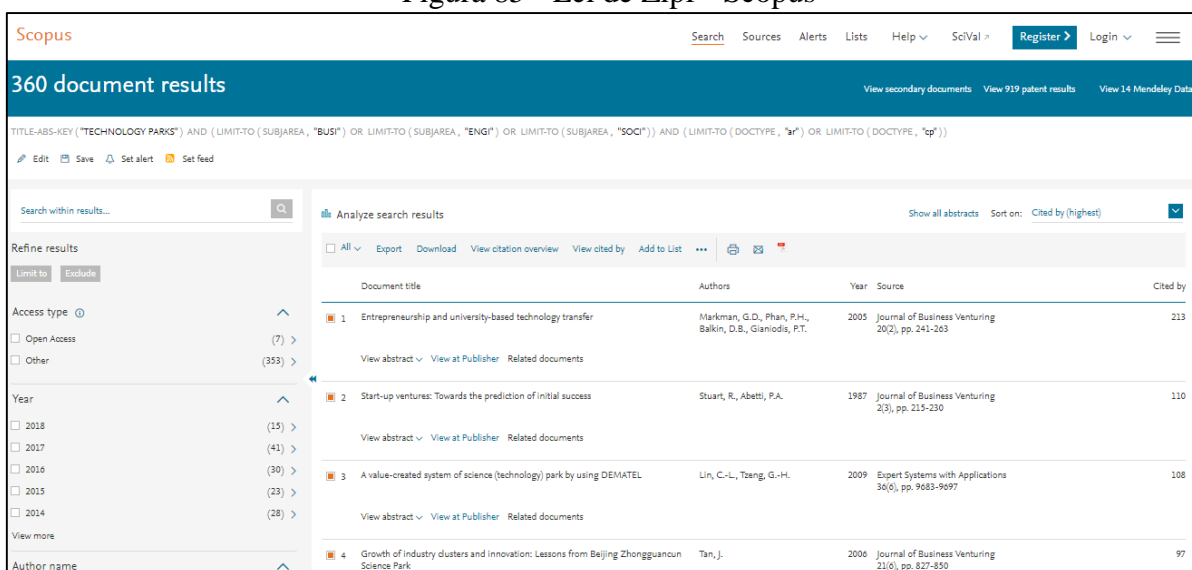 Figura 83 - Lei de Zipf - Scopus
Scopus
Search Sources Alerts Lists Help SciVal Register Login
360 document results
View secondary documents View 919 patent results View 14 Mendeley Data
TITLE-ABS-KEY ( "TECHNOLOGY PARKS" ) AND ( LIMIT-TO ( SUBJAREA , "BUSI" ) OR LIMIT-TO ( SUBJAREA , "ENGI" ) OR LIMIT-TO ( SUBJAREA , "SOCI" ) ) AND ( LIMIT-TO ( DOCTYPE , "ar" ) OR LIMIT-TO ( DOCTYPE , "cp" ) )
Edit Save Set alert Set feed
Search within results...
Refine results
Limit to Exclude
Access type
Open Access (7)
Other (353)
Year
2018 (15)
2017 (41)
2016 (30)
2015 (23)
2014 (28)
View more
Author name
Analyze search results
Show all abstracts Sort on: Cited by (highest)
All Export Download View citation overview View cited by Add to List •••
Document title Authors Year Source Cited by
1 Entrepreneurship and university-based technology transfer Markman, G.D., Phan, P.H., 2005 Journal of Business Venturing 213
Balkin, D.B., Gianiodis, P.T. 20(2), pp. 241-263
View abstract View at Publisher Related documents
2 Start-up ventures: Towards the prediction of initial success Stuart, R., Abetti, P.A. 1987 Journal of Business Venturing 110
2(3), pp. 215-230
View abstract View at Publisher Related documents
3 A value-created system of science (technology) park by using DEMATEL Lin, C.-L., Tzeng, G.-H. 2009 Expert Systems with Applications 108
36(6), pp. 9683-9697
View abstract View at Publisher Related documents
4 Growth of industry clusters and innovation: Lessons from Beijing Zhongguancun Tan, J. 2006 Journal of Business Venturing 97
Science Park 21(6), pp. 827-850